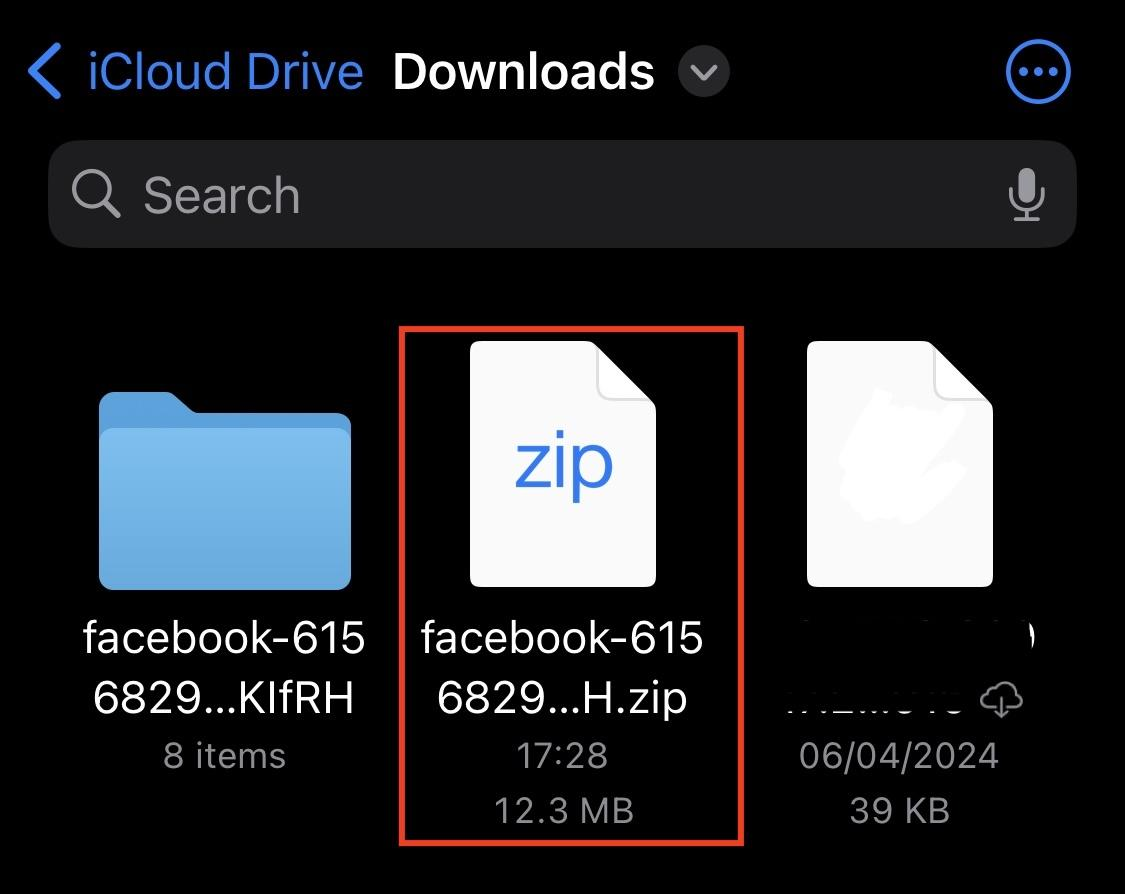 iCloud Drive Downloads
Search
zip
facebook-615
6829...KIfRH
8 items
facebook-615
6829...H.zip
17:28
12.3 MB
06/04/2024
39 KB